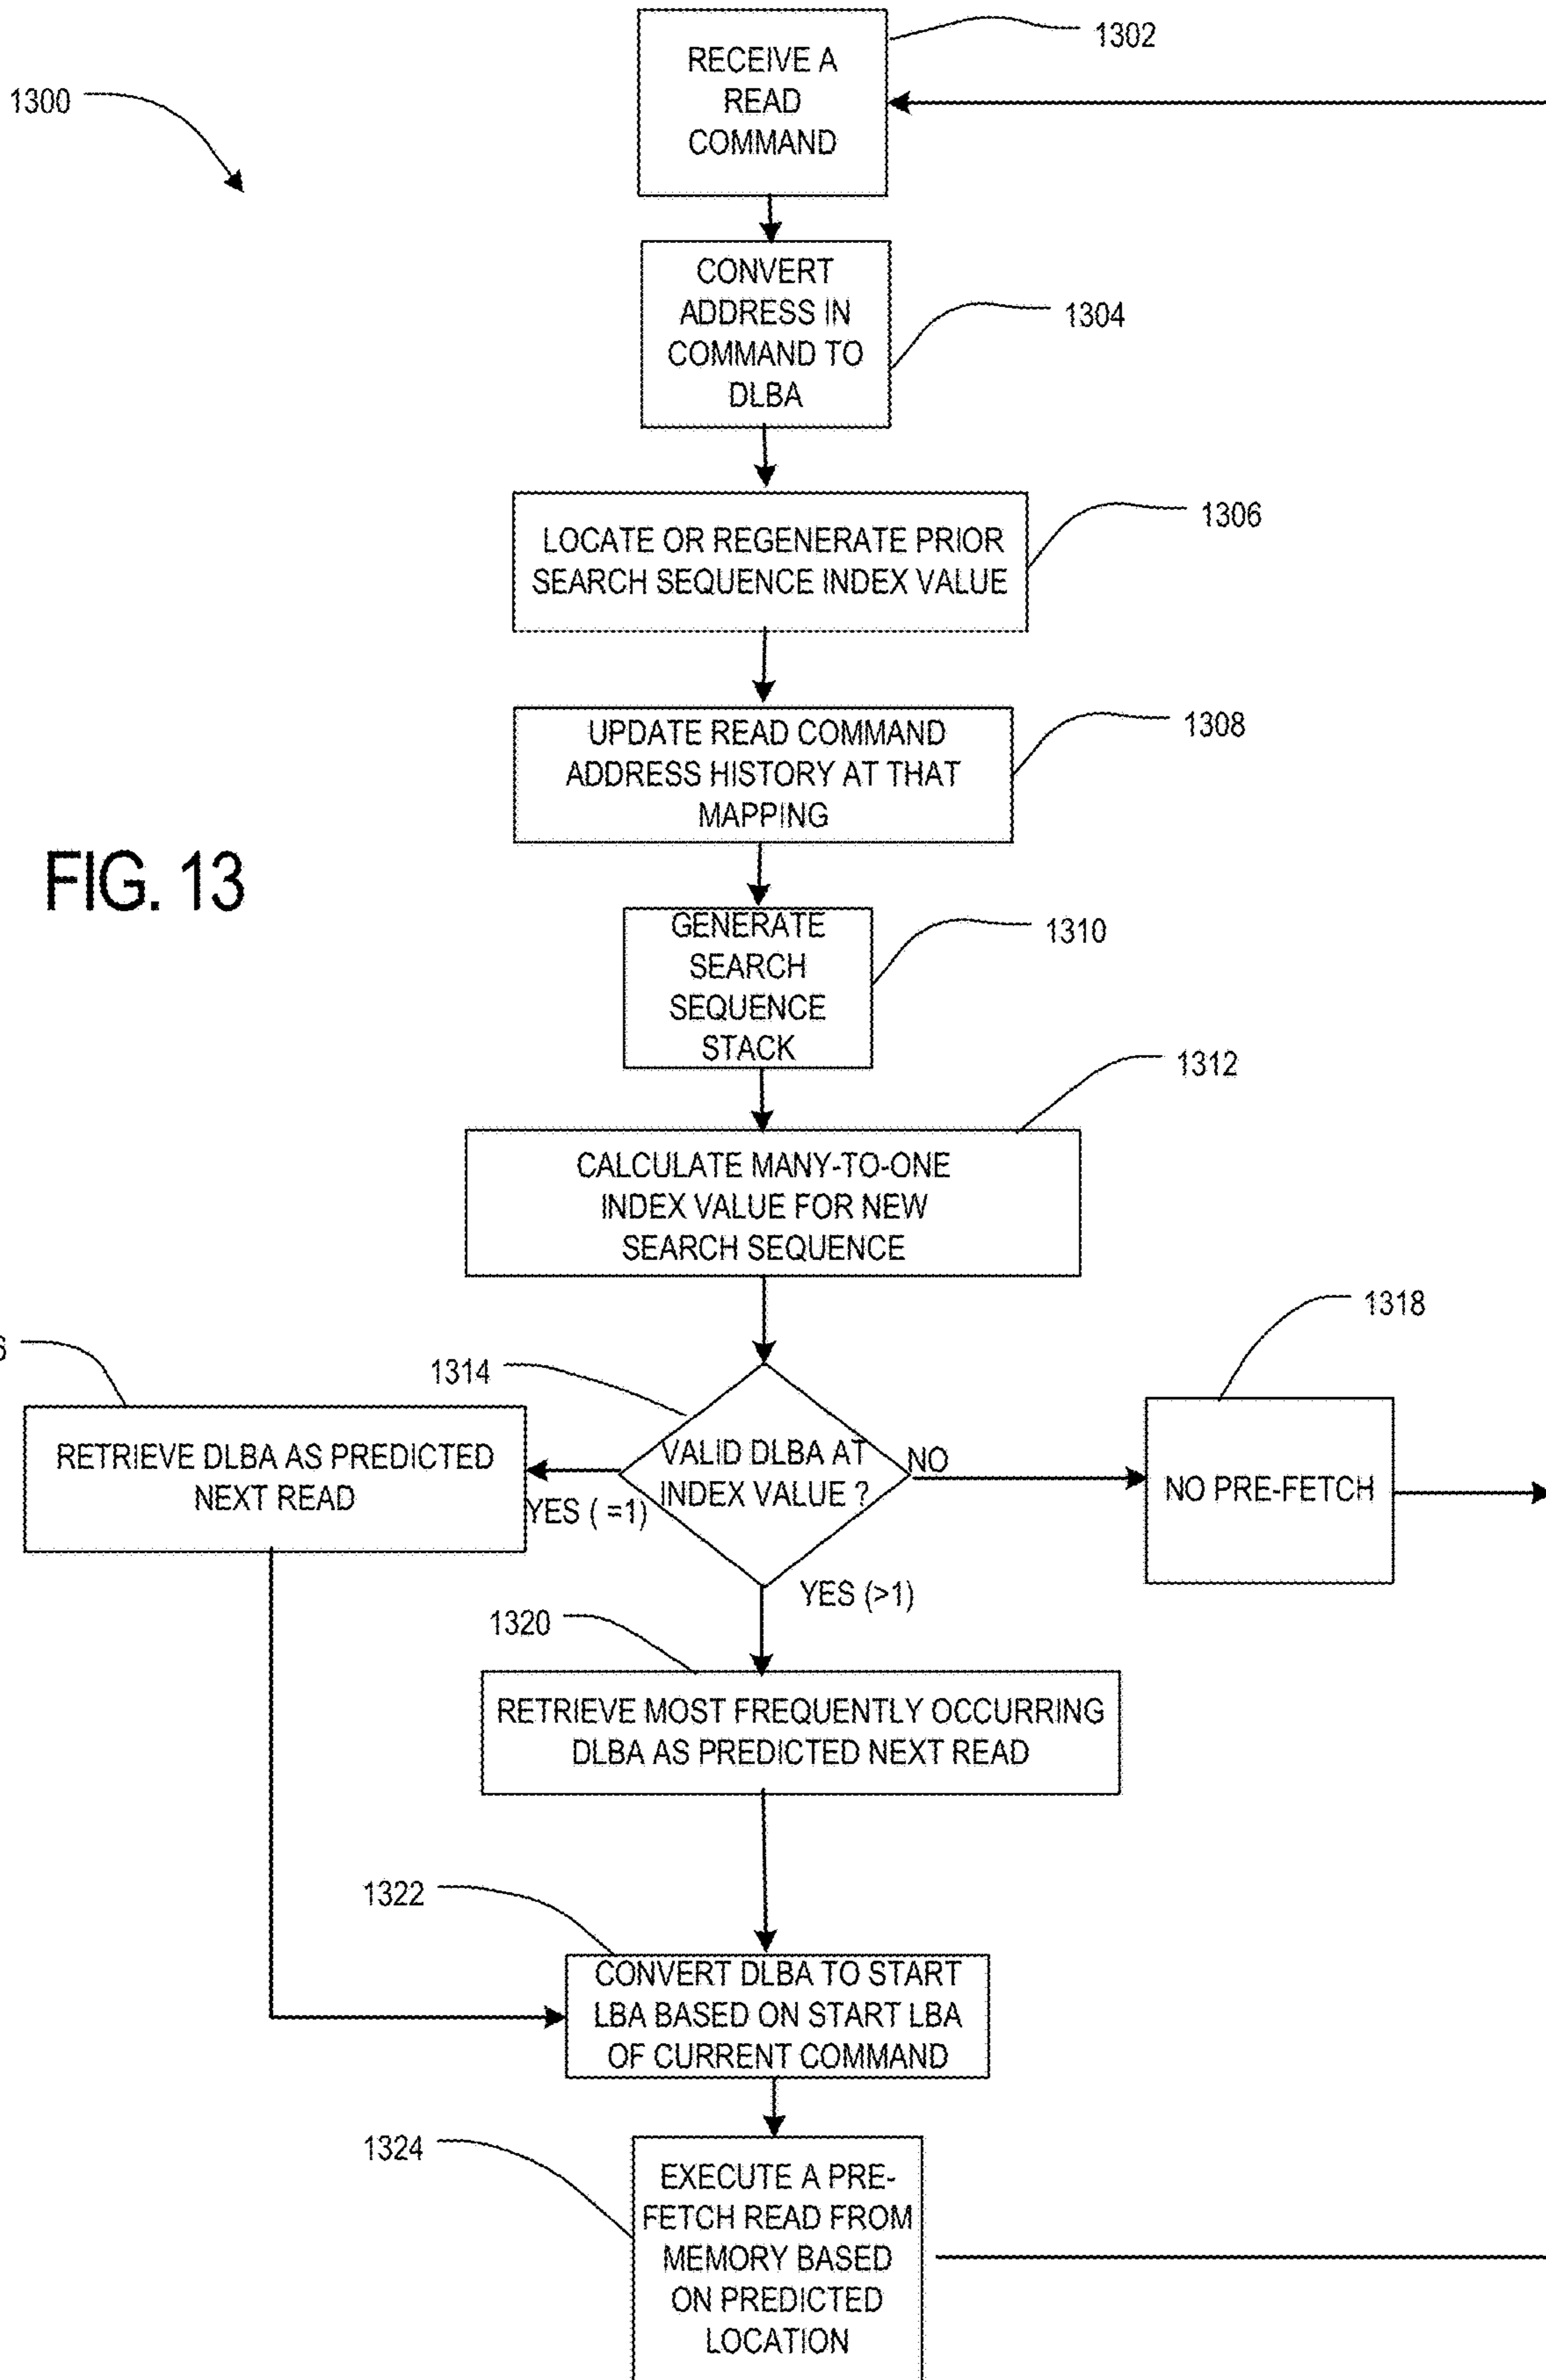 1302
RECEIVE A
READ
COMMAND
1300
CONVERT
ADDRESS IN
COMMAND TO
DLBA
1304
1306
LOCATE OR REGENERATE PRIOR
SEARCH SEQUENCE INDEX VALUE
1308
UPDATE READ COMMAND
ADDRESS HISTORY AT THAT
MAPPING
FIG. 13
GENERATE
SEARCH
SEQUENCE
STACK
1310
1312
CALCULATE MANY-TO-ONE
INDEX VALUE FOR NEW
SEARCH SEQUENCE
1318
6
1314
RETRIEVE DLBA AS PREDICTED
NEXT READ
VALID DLBA AT
INDEX VALUE ?
NO
NO PRE-FETCH
YES ( =1)
YES (>1)
1320
RETRIEVE MOST FREQUENTLY OCCURRING
DLBA AS PREDICTED NEXT READ
1322
CONVERT DLBA TO START
LBA BASED ON START LBA
OF CURRENT COMMAND
1324
EXECUTE A PRE-
FETCH READ FROM
MEMORY BASED
ON PREDICTED
LOCATION